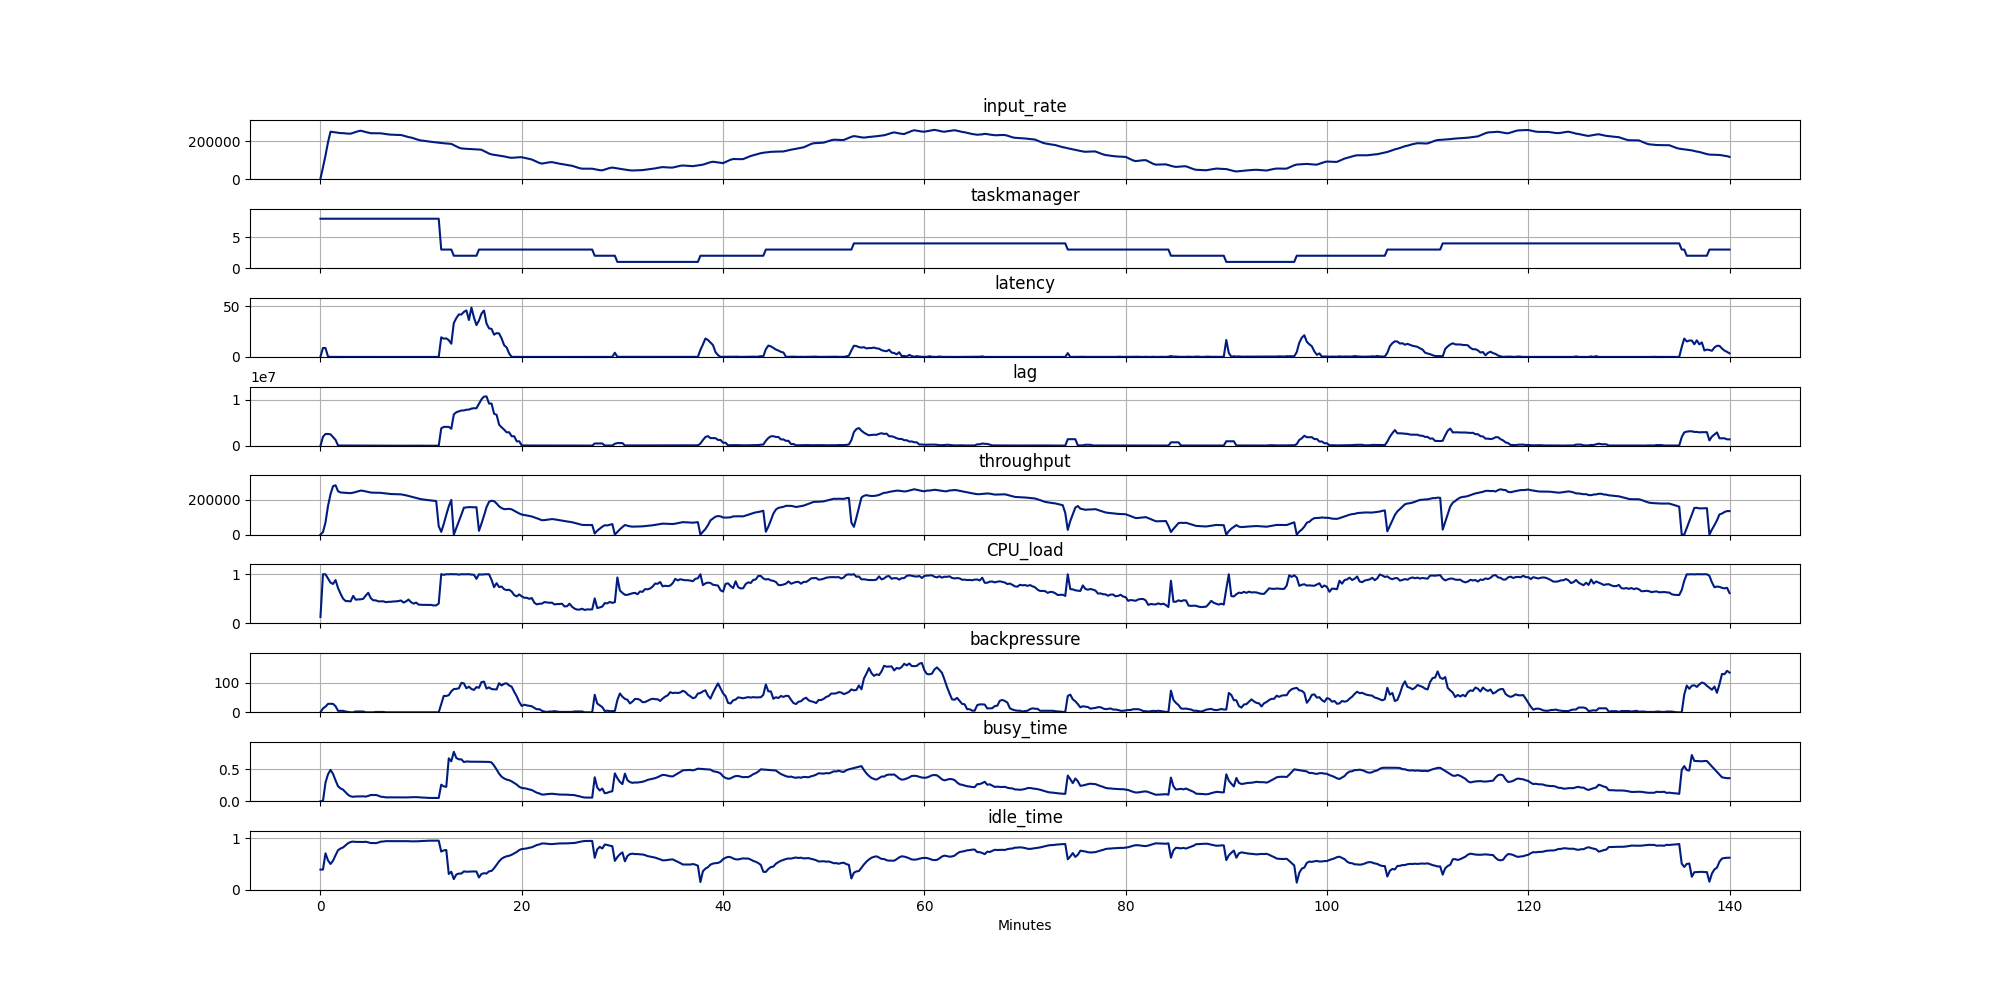 input_rate
200000
0
taskmanager
5
0
latency
50
0
1e7
lag
1
0
throughput
200000
0
CPU_load
1
0
backpressure
100
0
busy_time
0.5
0.0
idle_time
1
0
0 20 40 60 80 100 120 140
Minutes